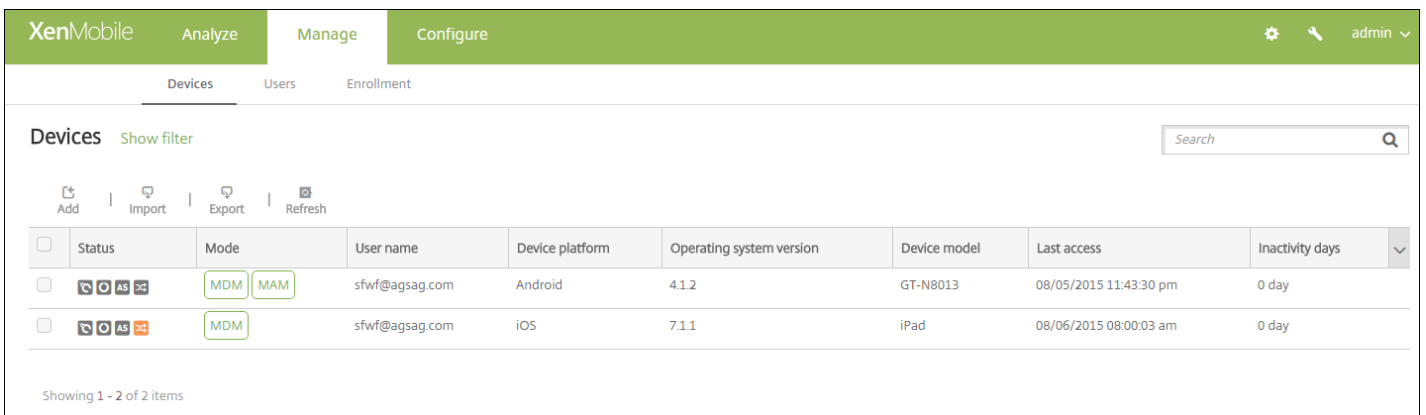 XenMobile Analyze Manage Configure admin
Devices Users Enrollment
Devices Show filter
Search
Add | Import | Export | Refresh
Status Mode User name Device platform Operating system version Device model Last access Inactivity days
AS MDM MAM sfwf@agsag.com Android 4.1.2 GT-N8013 08/05/2015 11:43:30 pm 0 day
AS MDM sfwf@agsag.com iOS 7.1.1 iPad 08/06/2015 08:00:03 am 0 day
Showing 1 - 2 of 2 items